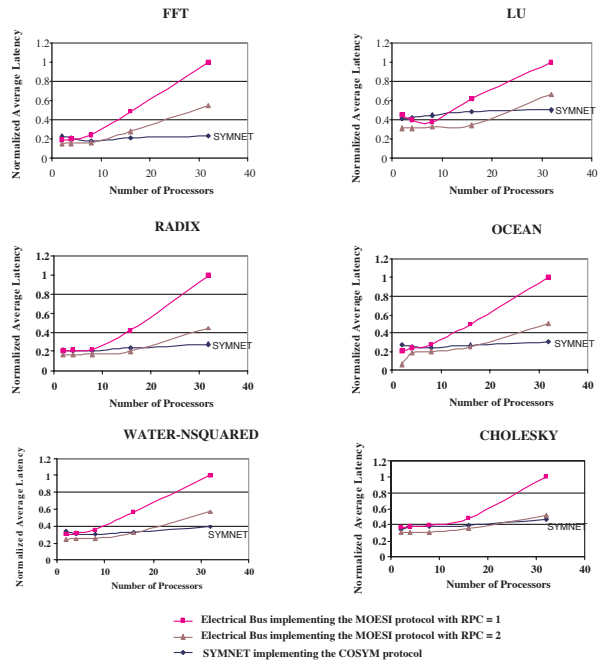 FFT
Normalized Average Latency
1.2
1
0.8
0.6
0.4
0.2
0
SYMNET
0 10 20 30 40
Number of Processors
LU
Normalized Average Latency
1.2
1
0.8
0.6
0.4
0.2
0
SYMNET
0 10 20 30 40
Number of Processors
RADIX
Normalized Average Latency
1.2
1
0.8
0.6
0.4
0.2
0
SYMNET
0 10 20 30 40
Number of Processors
OCEAN
Normalized Average Latency
1.2
1
0.8
0.6
0.4
0.2
0
SYMNET
0 10 20 30 40
Number of Processors
WATER-NSQUARED
Normalized Average Latency
1.2
1
0.8
0.6
0.4
0.2
0
SYMNET
0 10 20 30 40
Number of Processors
CHOLESKY
Normalized Average Latency
1.2
1
0.8
0.6
0.4
0.2
0
SYMNET
0 10 20 30 40
Number of Processors
Electrical Bus implementing the MOESI protocol with RPC = 1
Electrical Bus implementing the MOESI protocol with RPC = 2
SYMNET implementing the COSYM protocol